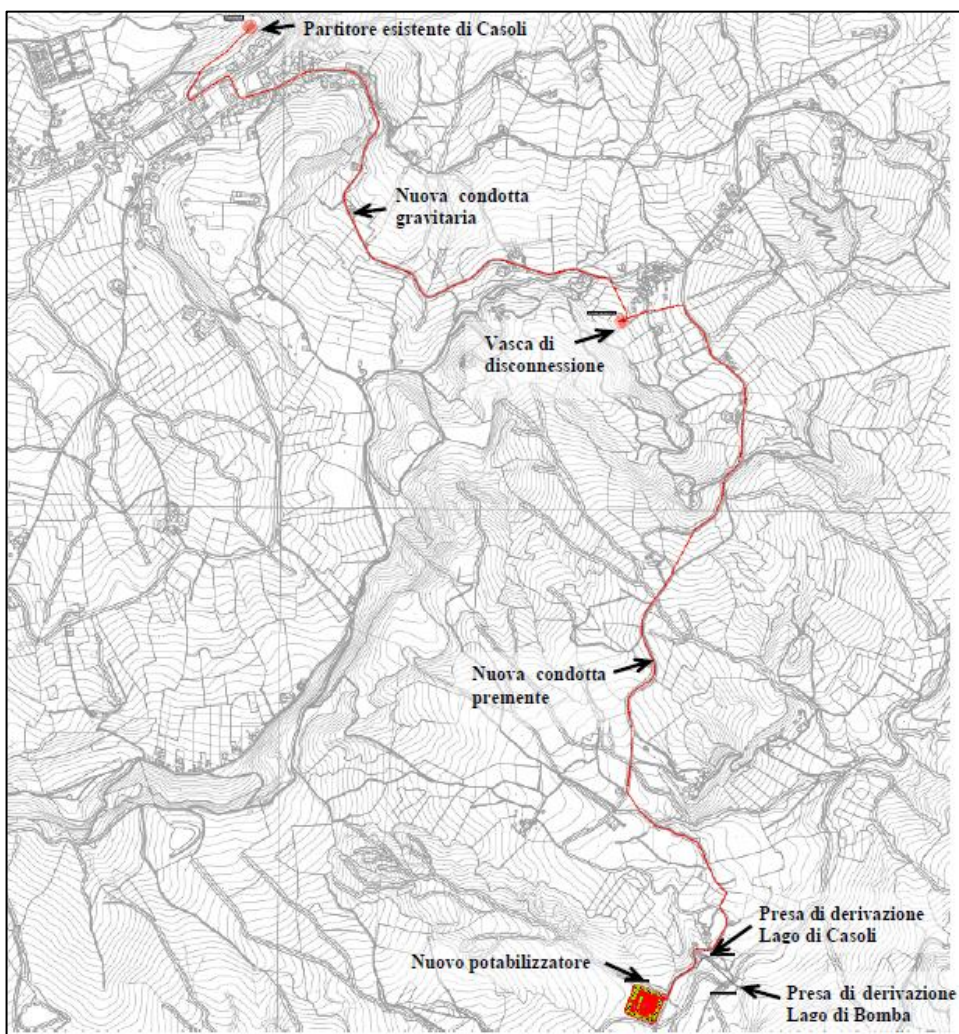 Partitore esistente di Casoli
Nuova condotta
gravitaria
Vasca di
disconnessione
Nuova condotta
premente
Presa di derivazione
Lago di Casoli
Nuovo potabilizzatore
Presa di derivazione
Lago di Bomba